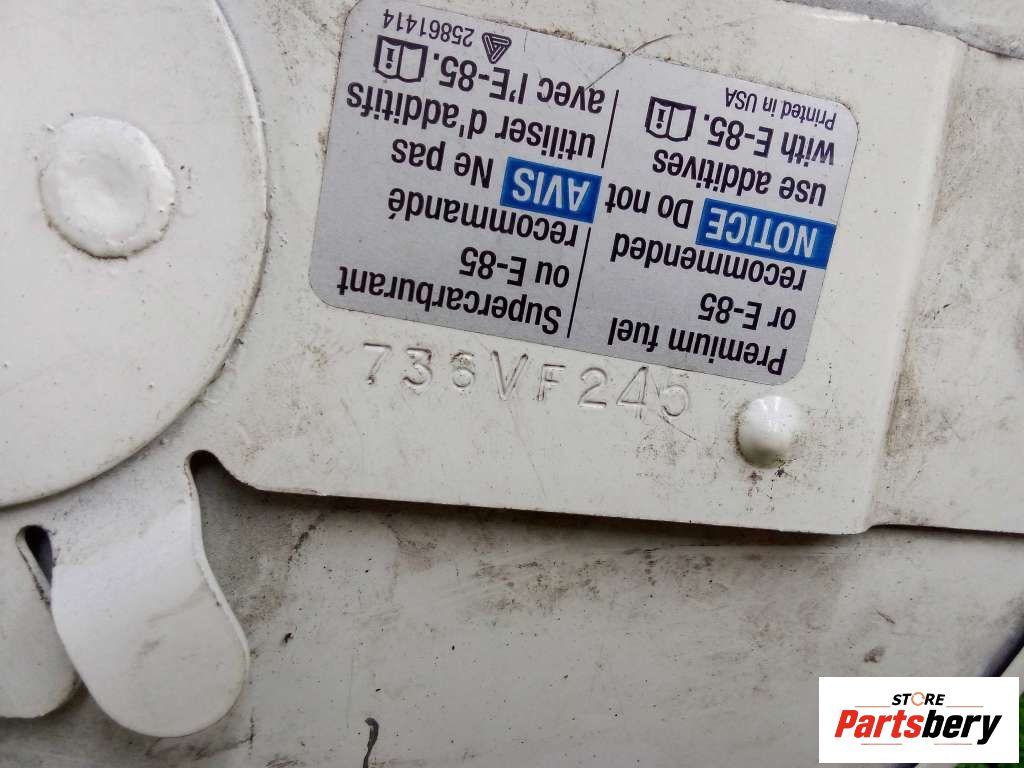 Premium fuel
or E-85
recommended
NOTICE Do not
use additives
with E-85.
Printed in USA
Supercarburant
ou E-85
recommandé
AVIS Ne pas
utiliser d'additifs
avec l'E-85.
25861414
736VF245
STORE
Partsbery